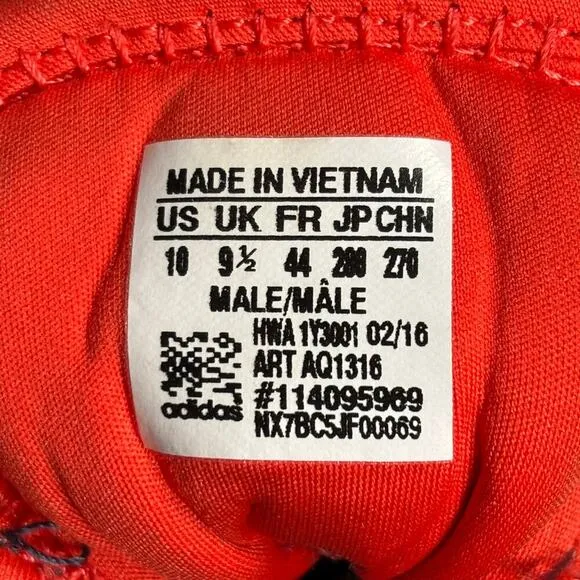 MADE IN VIETNAM
US UK FR JP CHN
10 9½ 44 280 270
MALE/MÂLE
HWA 1Y3001 02/16
ART AQ1316
#114095969
adidas
NX7BC5JF00069